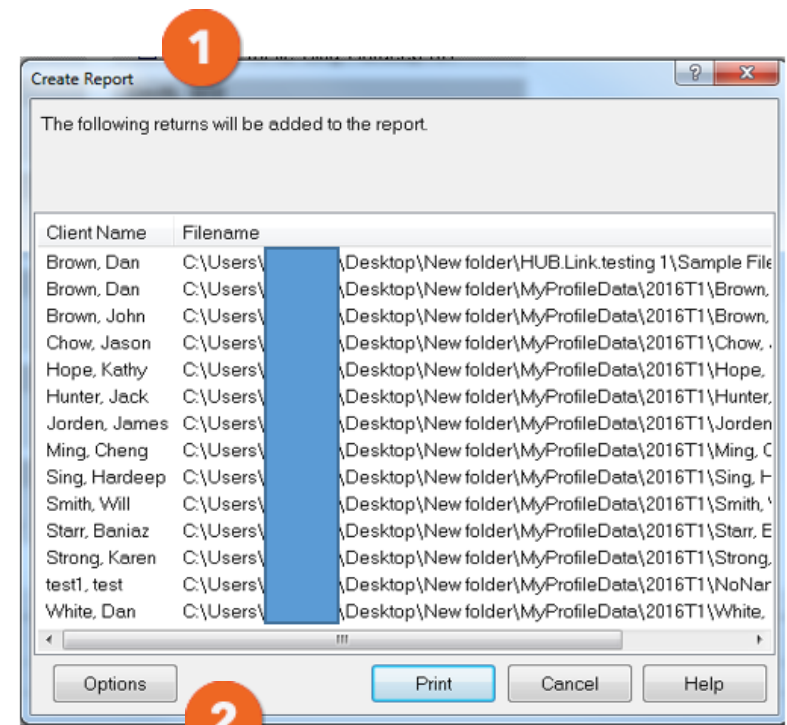 1
Create Report
The following returns will be added to the report.
Client Name Filename
Brown, Dan C:\Users\ \Desktop\New folder\HUB.Link.testing 1\Sample File
Brown, Dan C:\Users\ \Desktop\New folder\MyProfileData\2016T1\Brown,
Brown, John C:\Users\ \Desktop\New folder\MyProfileData\2016T1\Brown,
Chow, Jason C:\Users\ \Desktop\New folder\MyProfileData\2016T1\Chow,
Hope, Kathy C:\Users\ \Desktop\New folder\MyProfileData\2016T1\Hope,
Hunter, Jack C:\Users\ \Desktop\New folder\MyProfileData\2016T1\Hunter,
Jorden, James C:\Users\ \Desktop\New folder\MyProfileData\2016T1\Jorden
Ming, Cheng C:\Users\ \Desktop\New folder\MyProfileData\2016T1\Ming, C
Sing, Hardeep C:\Users\ \Desktop\New folder\MyProfileData\2016T1\Sing, H
Smith, Will C:\Users\ \Desktop\New folder\MyProfileData\2016T1\Smith,
Starr, Baniaz C:\Users\ \Desktop\New folder\MyProfileData\2016T1\Starr, E
Strong, Karen C:\Users\ \Desktop\New folder\MyProfileData\2016T1\Strong,
test1, test C:\Users\ \Desktop\New folder\MyProfileData\2016T1\NoNar
White, Dan C:\Users\ \Desktop\New folder\MyProfileData\2016T1\White,
Options Print Cancel Help
2